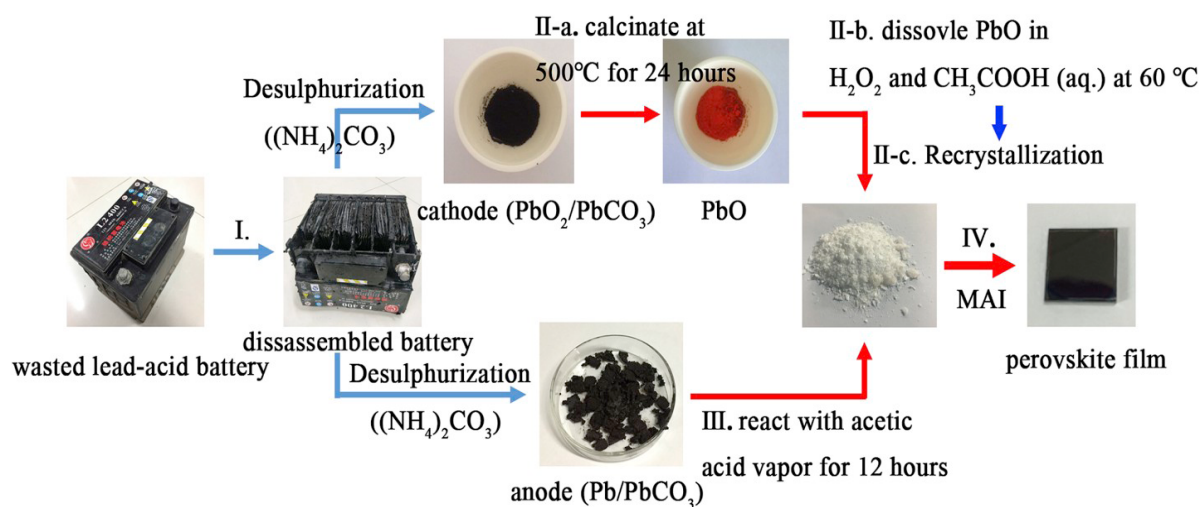 II-a. calcinate at
500℃ for 24 hours
II-b. dissovle PbO in
H₂O₂ and CH₃COOH (aq.) at 60 ℃
Desulphurization
((NH₄)₂CO₃)
II-c. Recrystallization
cathode (PbO₂/PbCO₃)
PbO
I.
IV.
MAI
L2 400
wasted lead-acid battery
dissassembled battery
perovskite film
Desulphurization
((NH₄)₂CO₃)
III. react with acetic
acid vapor for 12 hours
anode (Pb/PbCO₃)